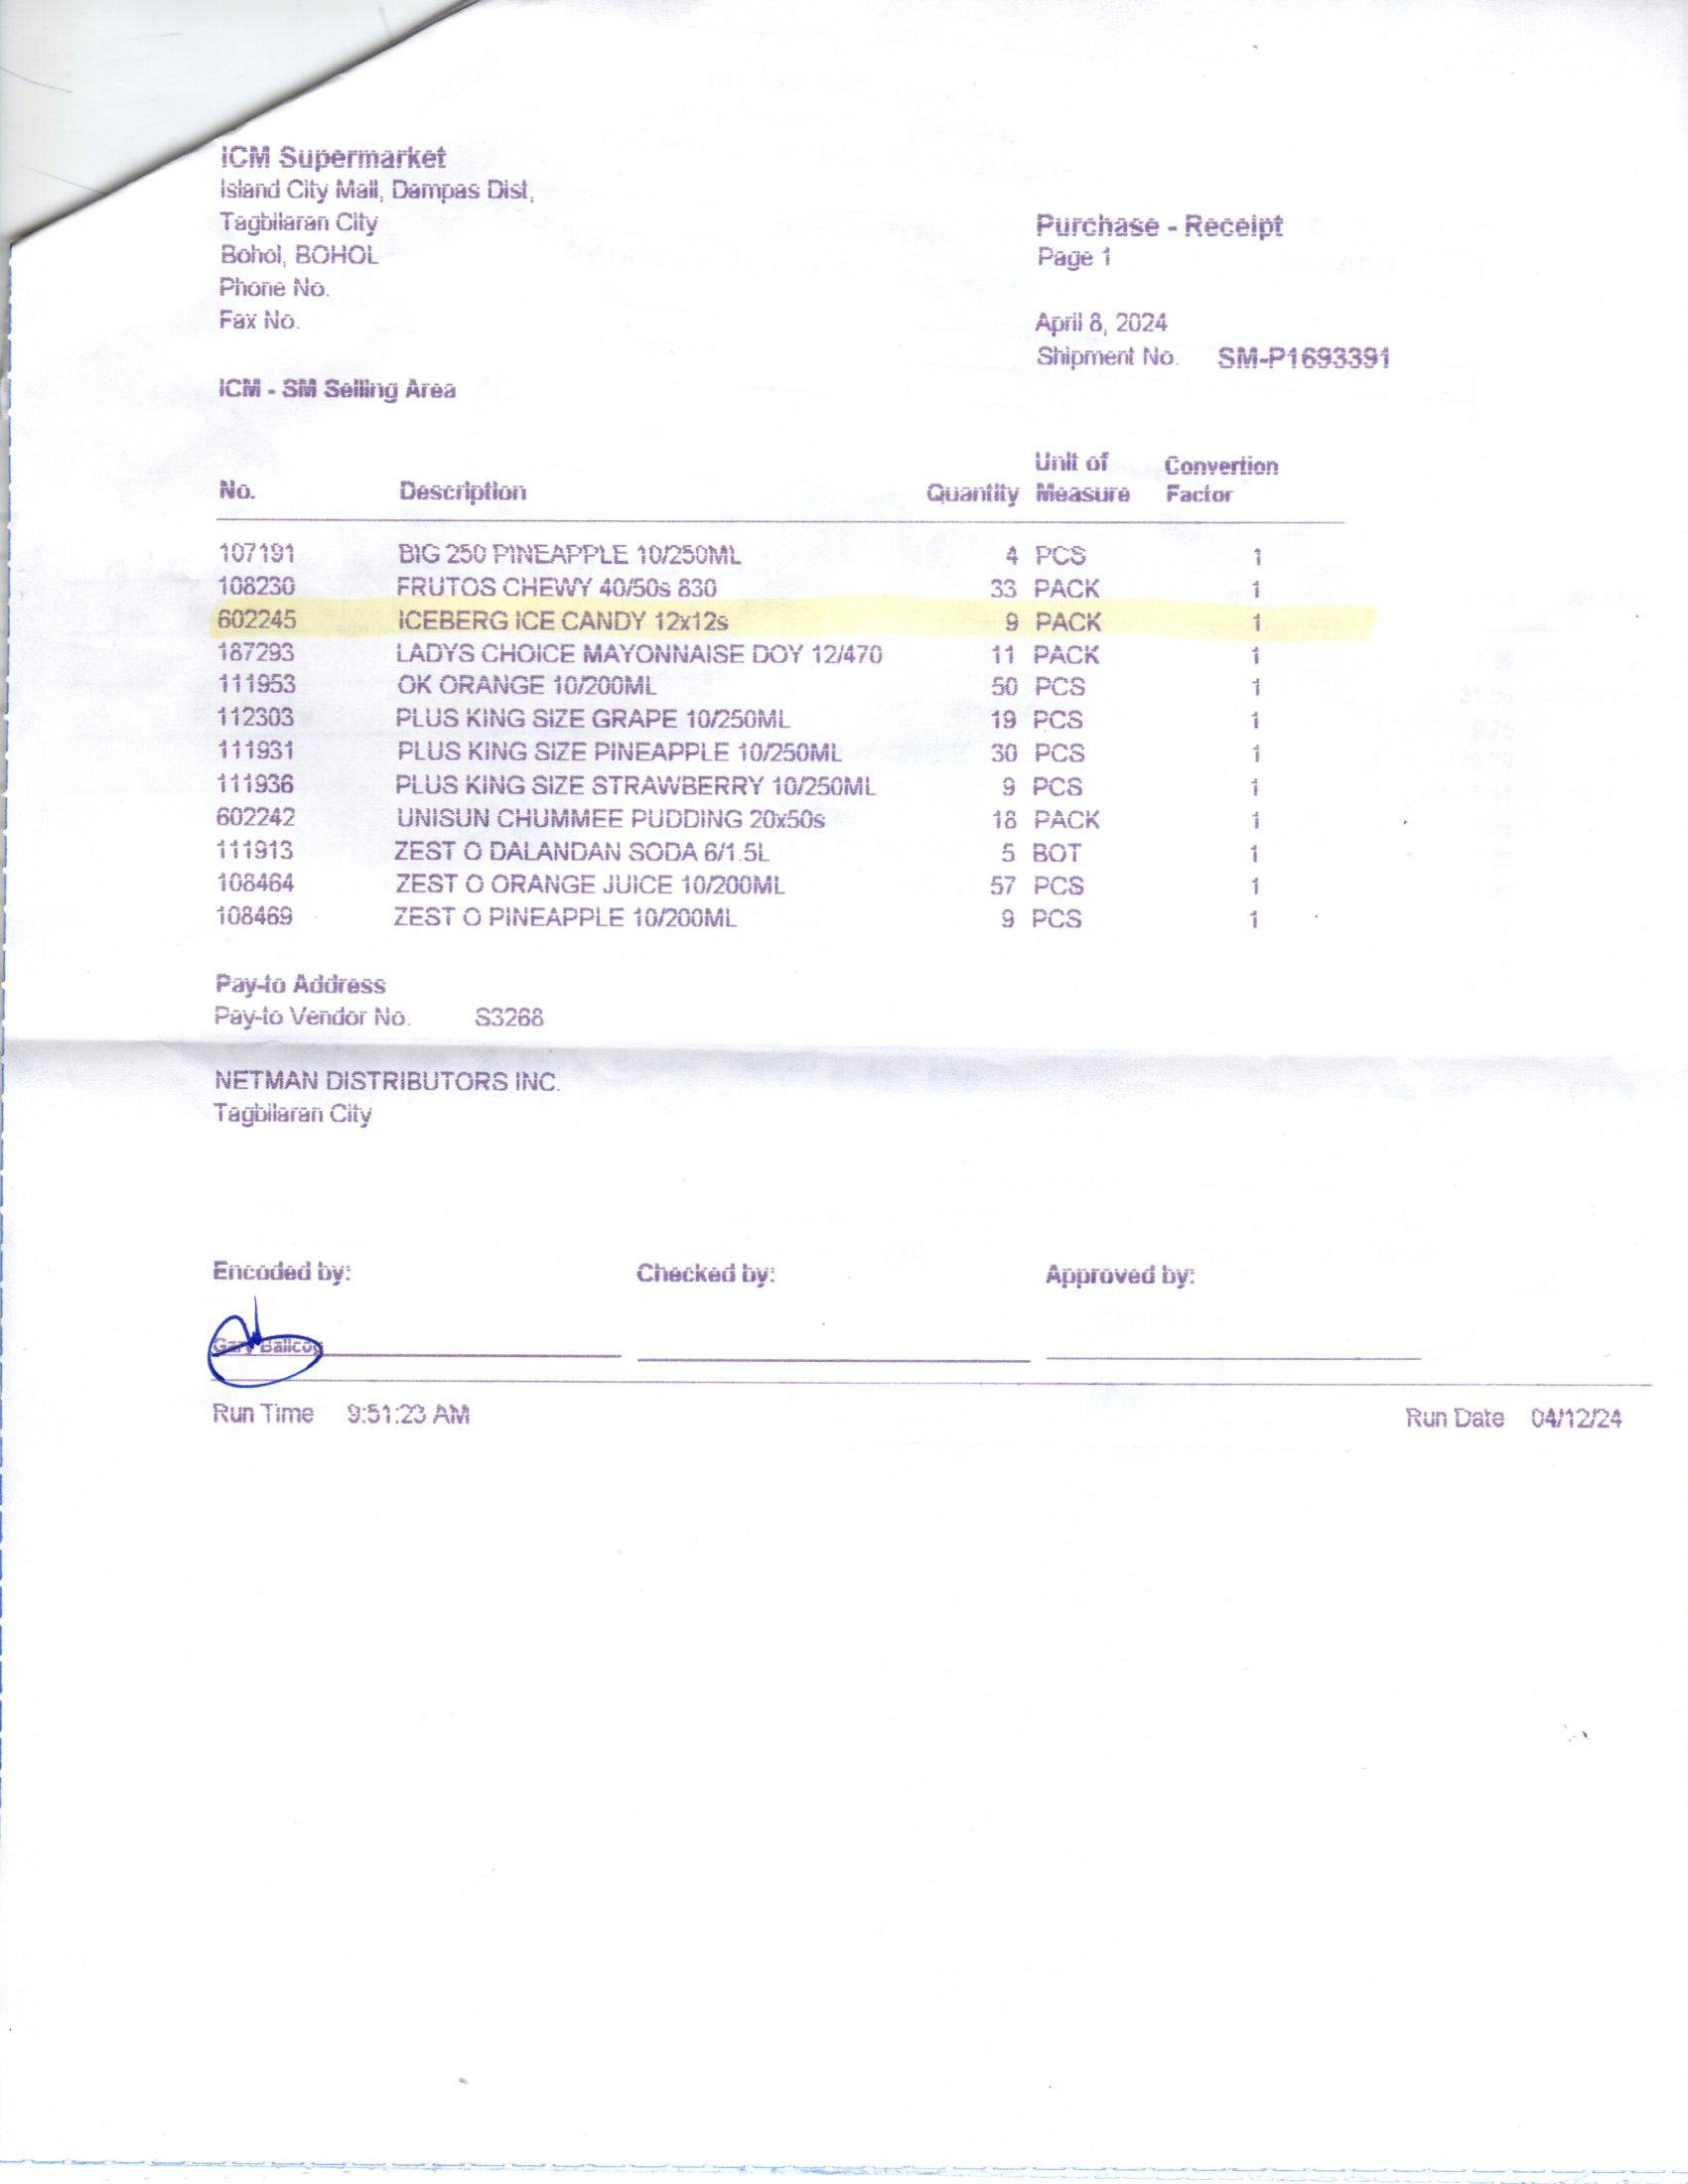 ICM Supermarket
Island City Mall, Dampas Dist,
Tagbilaran City
Bohol, BOHOL
Phone No.
Fax No.
Purchase - Receipt
Page 1
April 8, 2024
Shipment No. SM-P1693391
ICM - SM Selling Area
No. Description Quantity Unit of Measure Convertion Factor
107191 BIG 250 PINEAPPLE 10/250ML 4 PCS 1
108230 FRUTOS CHEWY 40/50s 830 33 PACK 1
602245 ICEBERG ICE CANDY 12x12s 9 PACK 1
187293 LADYS CHOICE MAYONNAISE DOY 12/470 11 PACK 1
111953 OK ORANGE 10/200ML 50 PCS 1
112303 PLUS KING SIZE GRAPE 10/250ML 19 PCS 1
111931 PLUS KING SIZE PINEAPPLE 10/250ML 30 PCS 1
111936 PLUS KING SIZE STRAWBERRY 10/250ML 9 PCS 1
602242 UNISUN CHUMMEE PUDDING 20x50s 18 PACK 1
111913 ZEST O DALANDAN SODA 6/1.5L 5 BOT 1
108464 ZEST O ORANGE JUICE 10/200ML 57 PCS 1
108469 ZEST O PINEAPPLE 10/200ML 9 PCS 1
Pay-to Address
Pay-to Vendor No. S3268
NETMAN DISTRIBUTORS INC.
Tagbilaran City
Encoded by: Checked by: Approved by:
Gary
Run Time 9:51:23 AM Run Date 04/12/24